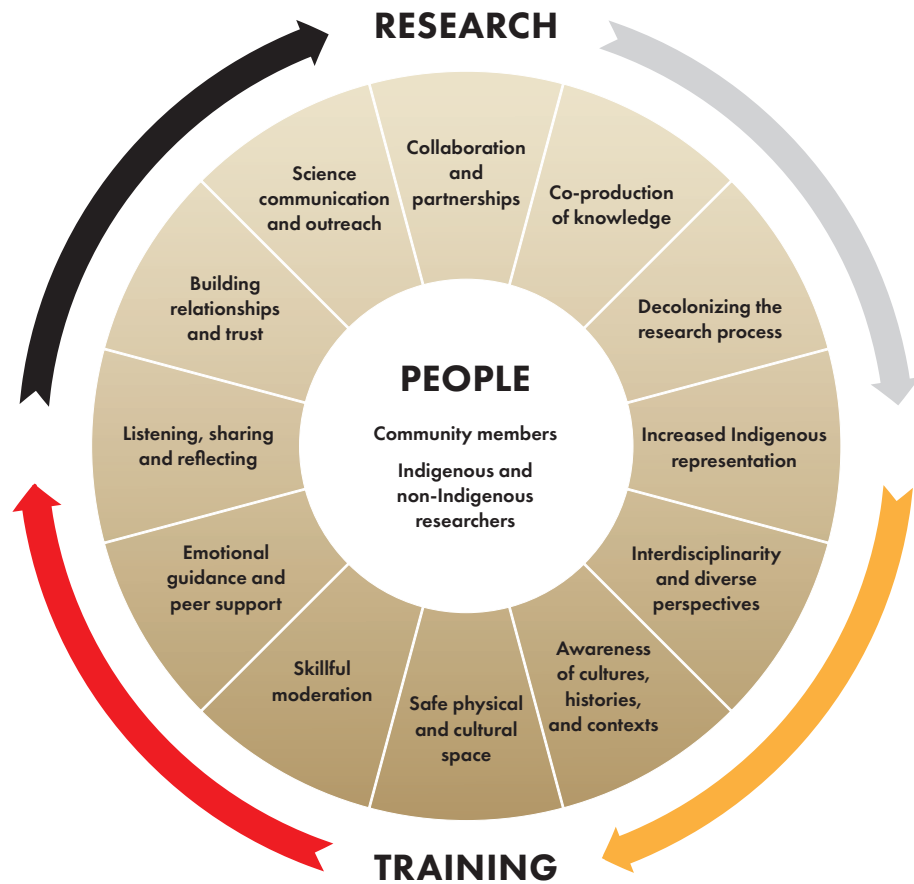 RESEARCH
Collaboration
and
partnerships
Co-production
of knowledge
Decolonizing the
research process
Increased Indigenous
representation
Interdisciplinarity
and diverse
perspectives
Awareness
of cultures,
histories,
and contexts
Safe physical
and cultural
space
Skillful
moderation
Emotional
guidance and
peer support
Listening, sharing
and reflecting
Building
relationships
and trust
Science
communication
and outreach
PEOPLE
Community members
Indigenous and
non-Indigenous
researchers
TRAINING